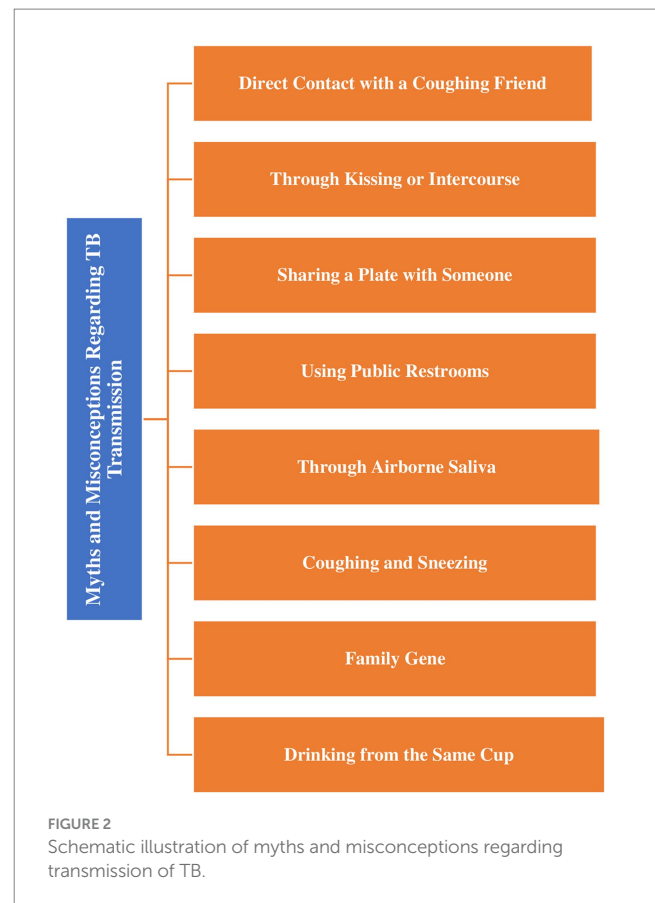 Direct Contact with a Coughing Friend
Through Kissing or Intercourse
Sharing a Plate with Someone
Myths and Misconceptions Regarding TB
Transmission
Using Public Restrooms
Through Airborne Saliva
Coughing and Sneezing
Family Gene
Drinking from the Same Cup
FIGURE 2
Schematic illustration of myths and misconceptions regarding
transmission of TB.